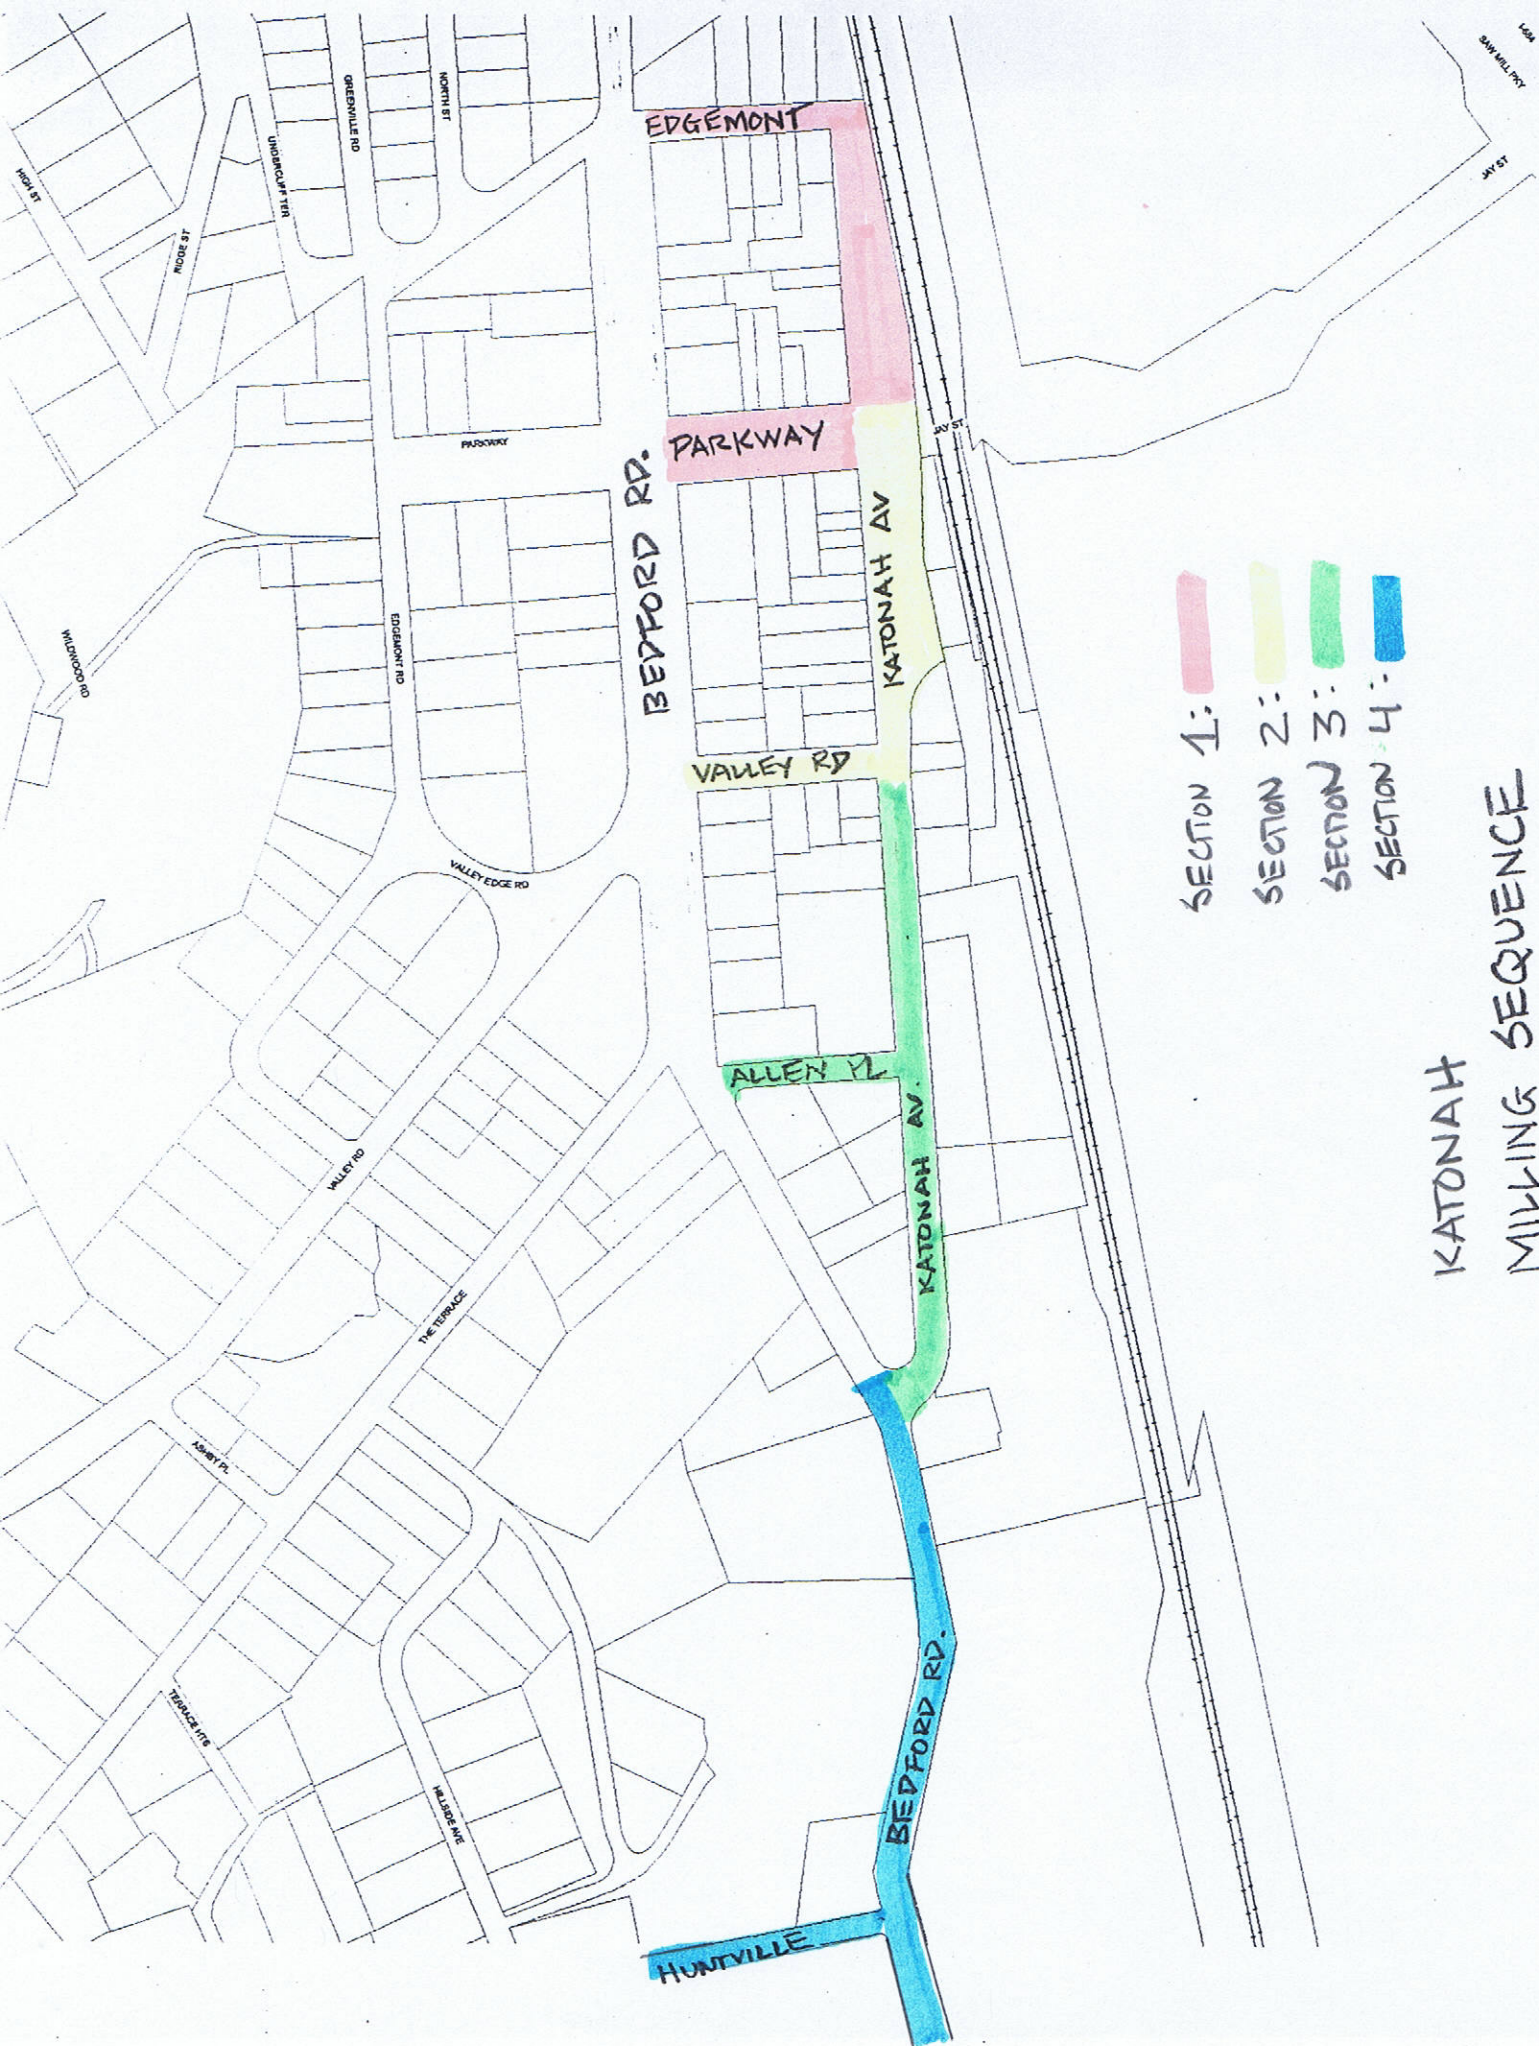 I-684
SAW MILL PKY
JAY ST
NORTH ST
GREENVILLE RD
UNDERCLIFF TER
HIGH ST
RIDGE ST
EDGEMONT
PARKWAY
PARKWAY
JAY ST
BEDFORD RD.
KATONAH AV
EDGEMONT RD
WILDWOOD RD
VALLEY RD
VALLEY EDGE RD
ALLEN PL
KATONAH AV.
VALLEY RD
THE TERRACE
ASHBY PL
TERRACE HTS
HILLSIDE AVE
BEDFORD RD.
HUNTVILLE
SECTION 1:
SECTION 2:
SECTION 3:
SECTION 4:
KATONAH
MILLING SEQUENCE